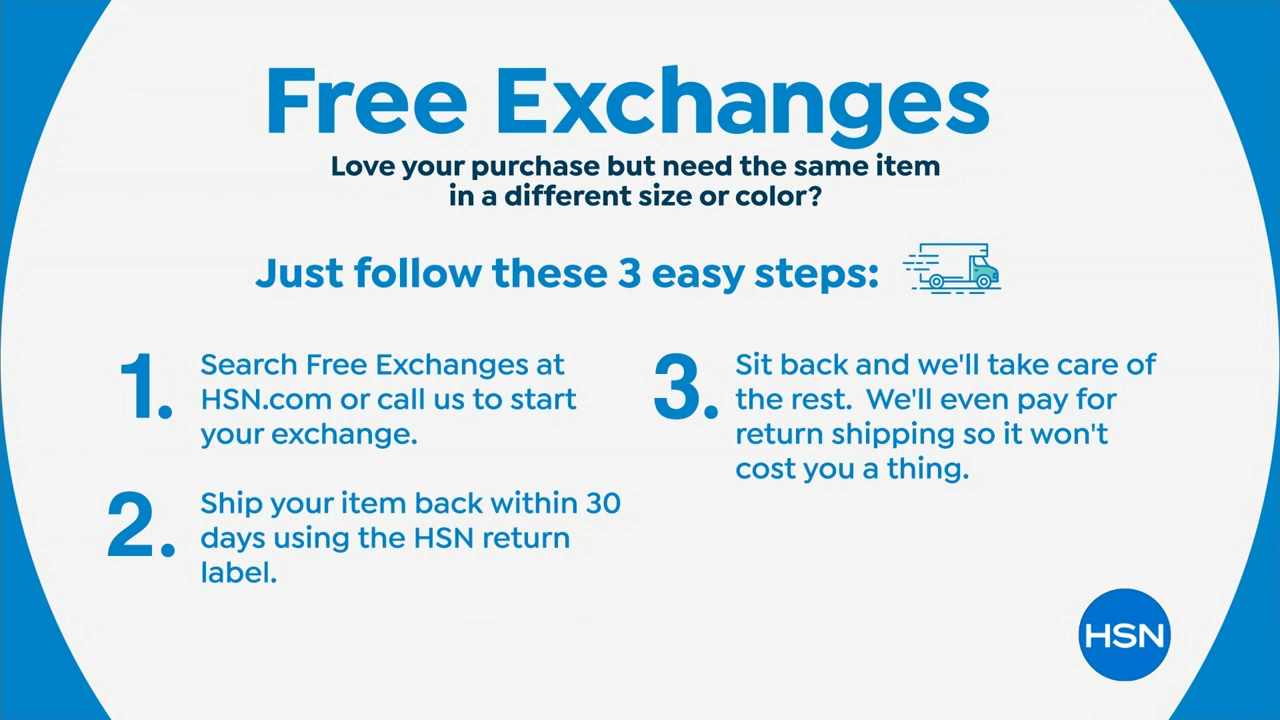 Free Exchanges
Love your purchase but need the same item
in a different size or color?
Just follow these 3 easy steps:
1. Search Free Exchanges at
HSN.com or call us to start
your exchange.
2. Ship your item back within 30
days using the HSN return
label.
3. Sit back and we'll take care of
the rest.  We'll even pay for
return shipping so it won't
cost you a thing.
HSN